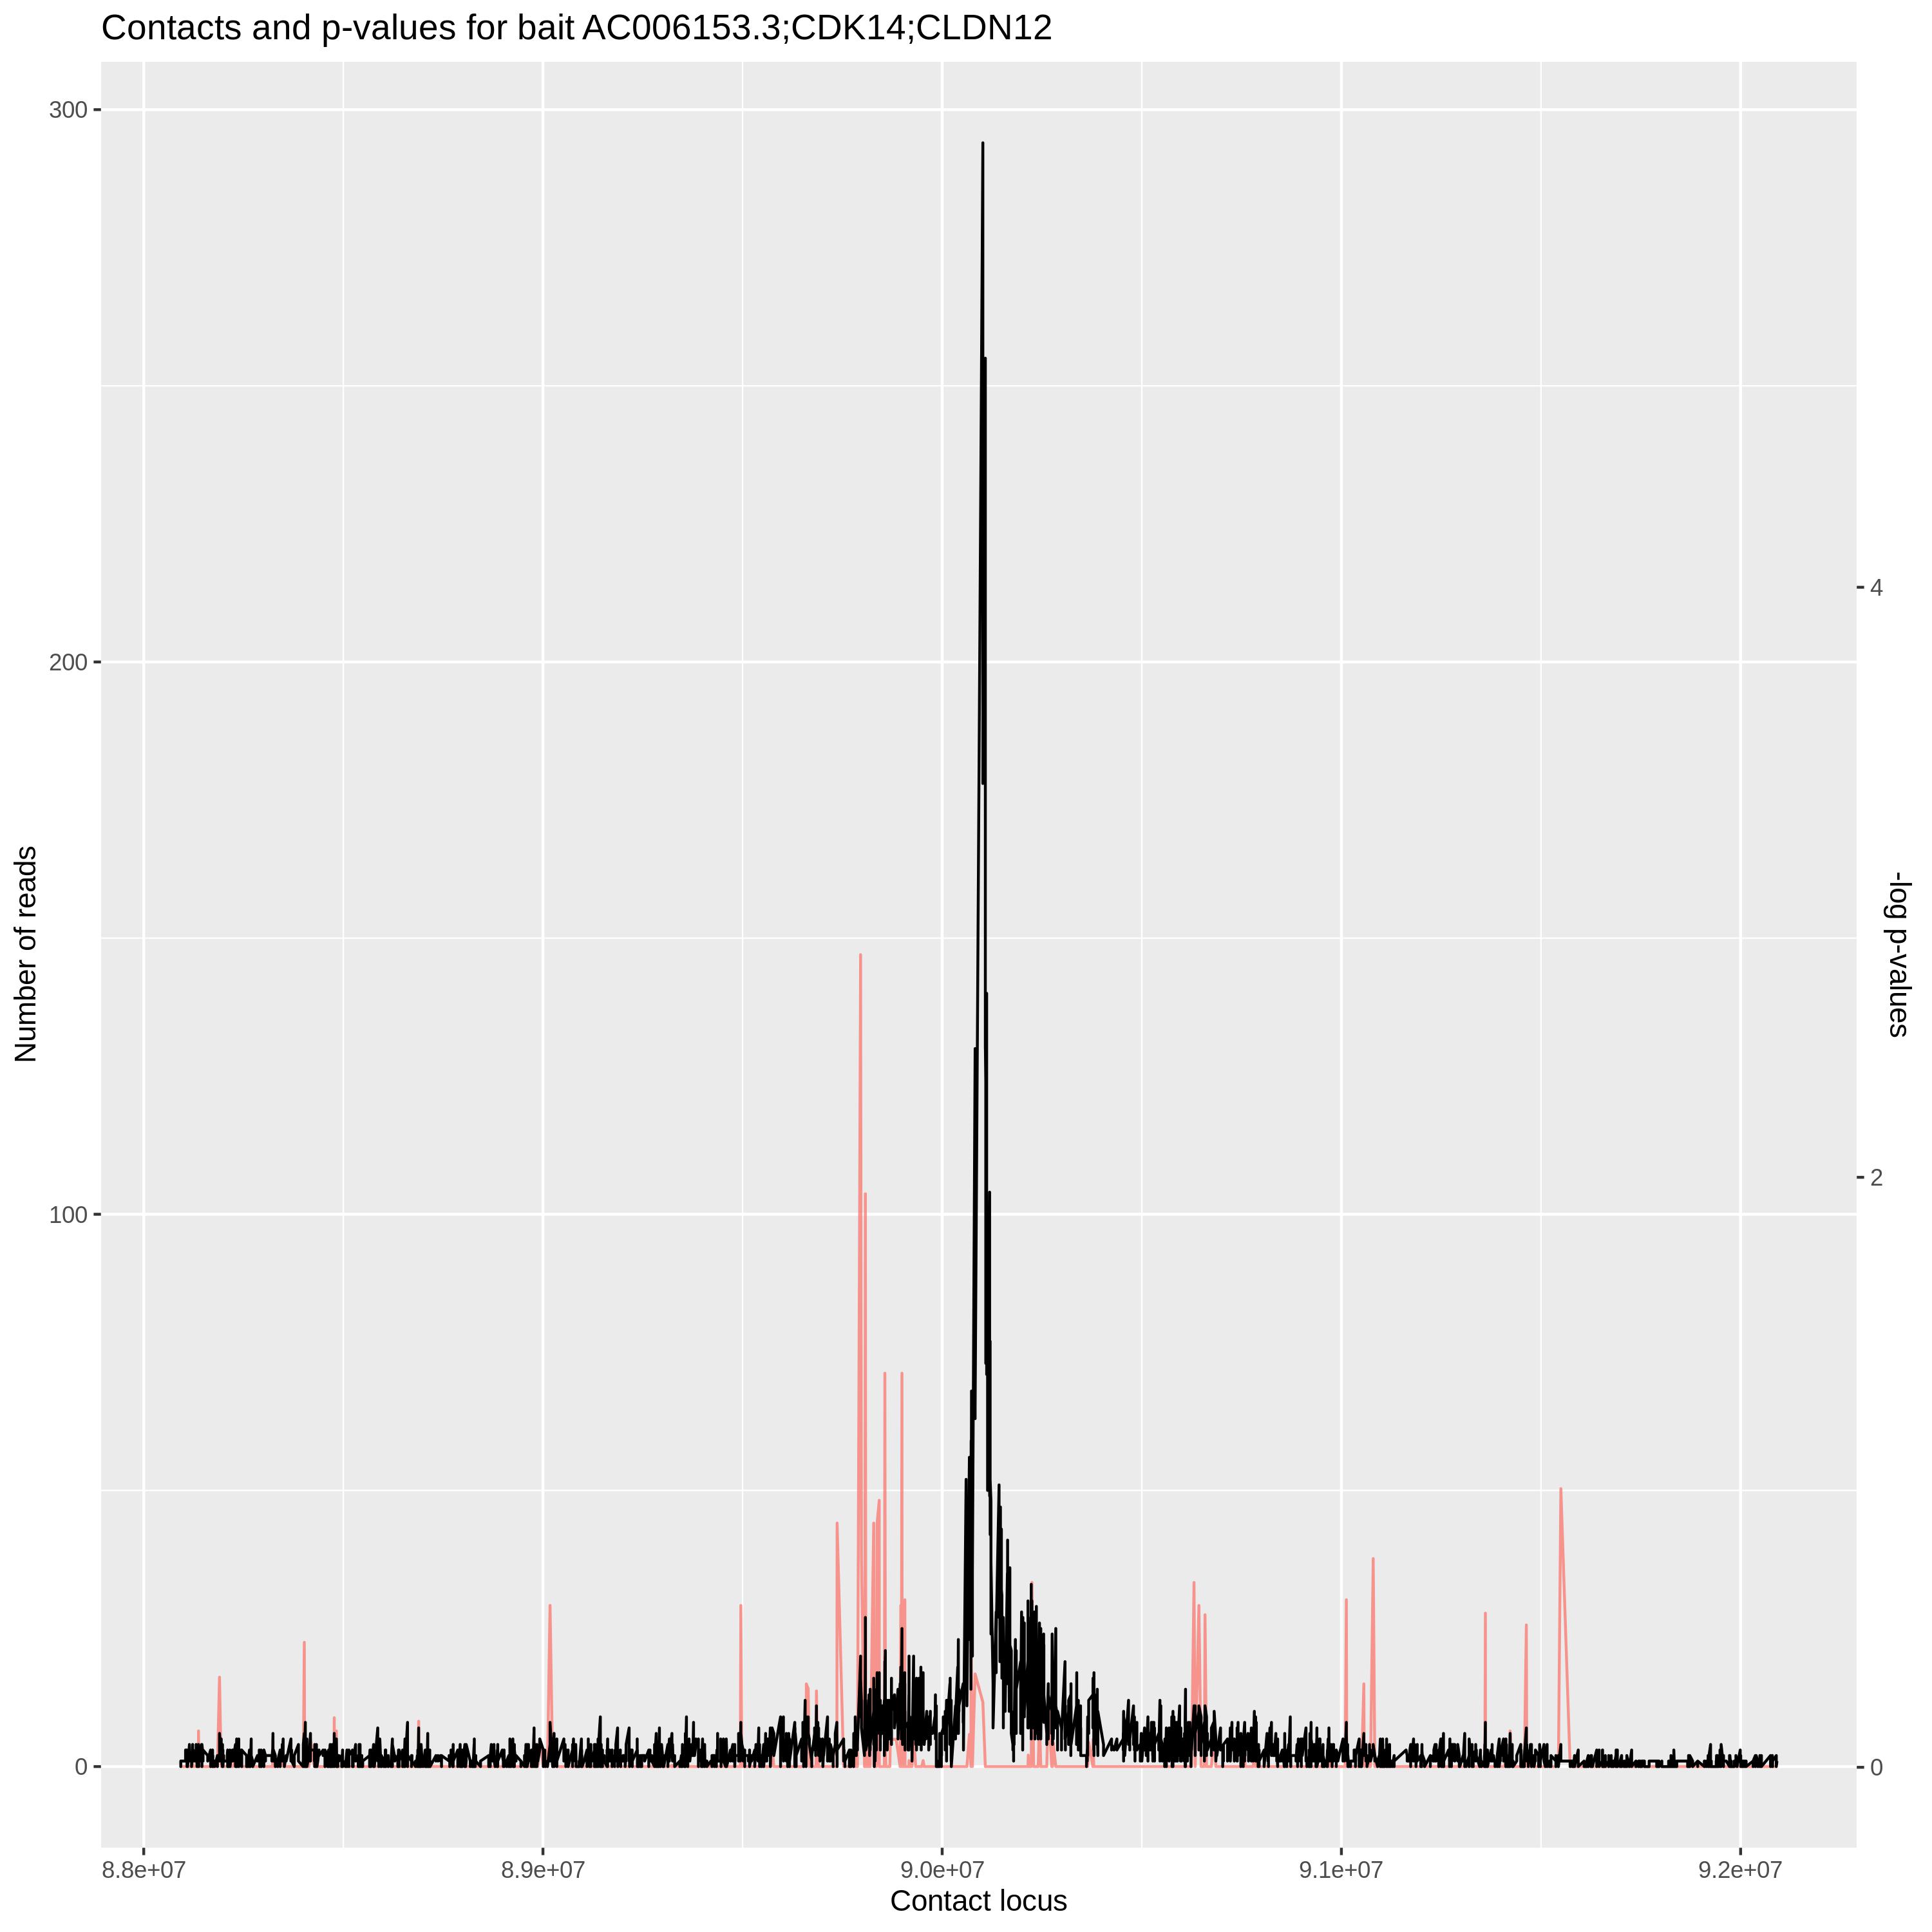 Contacts and p-values for bait AC006153.3;CDK14;CLDN12
300
200
100
0
Number of reads
4
2
0
-log p-values
8.8e+07
8.9e+07
9.0e+07
9.1e+07
9.2e+07
Contact locus